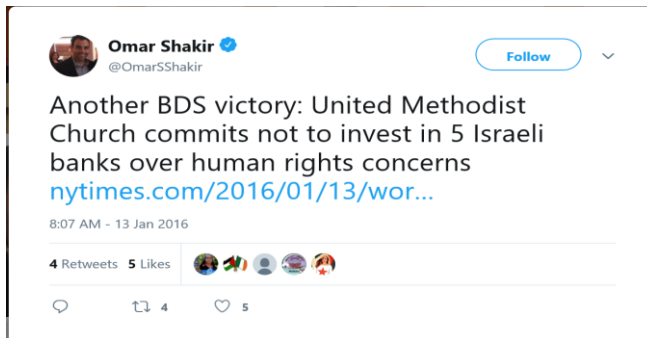 Omar Shakir
@OmarSShakir
Follow
Another BDS victory: United Methodist
Church commits not to invest in 5 Israeli
banks over human rights concerns
nytimes.com/2016/01/13/wor...
8:07 AM - 13 Jan 2016
4 Retweets 5 Likes
4 5